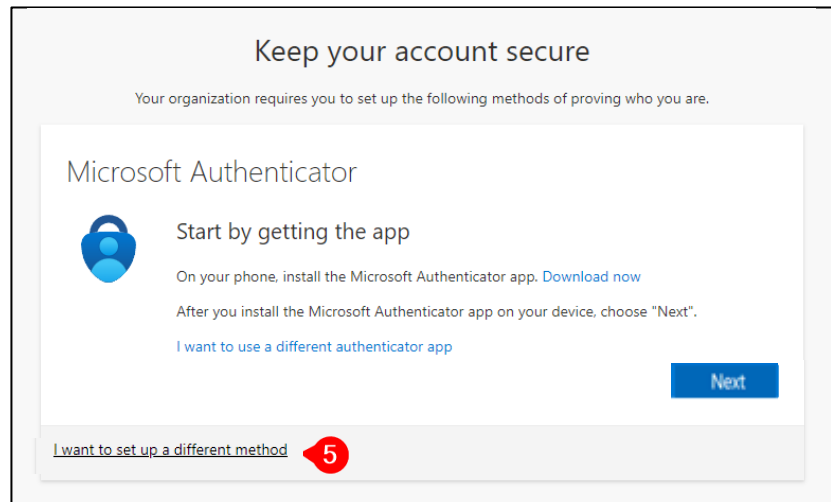 Keep your account secure
Your organization requires you to set up the following methods of proving who you are.
Microsoft Authenticator
Start by getting the app
On your phone, install the Microsoft Authenticator app. Download now
After you install the Microsoft Authenticator app on your device, choose "Next".
I want to use a different authenticator app
Next
I want to set up a different method
5